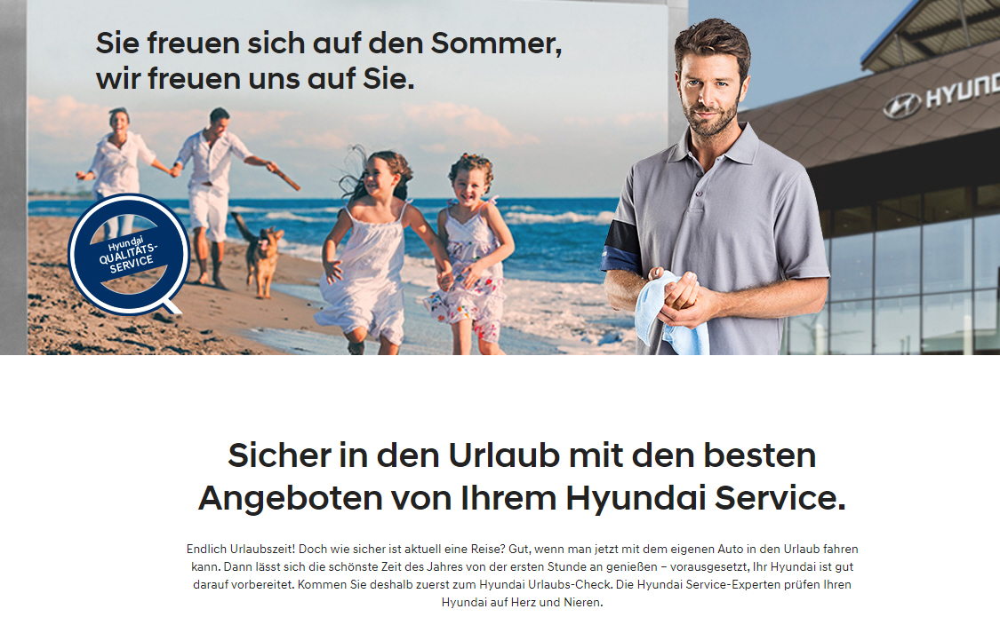 Sie freuen sich auf den Sommer,
wir freuen uns auf Sie.
HYUND
Hyundai
QUALITÄTS-
SERVICE
Sicher in den Urlaub mit den besten
Angeboten von Ihrem Hyundai Service.
Endlich Urlaubszeit! Doch wie sicher ist aktuell eine Reise? Gut, wenn man jetzt mit dem eigenen Auto in den Urlaub fahren
kann. Dann lässt sich die schönste Zeit des Jahres von der ersten Stunde an genießen – vorausgesetzt, Ihr Hyundai ist gut
darauf vorbereitet. Kommen Sie deshalb zuerst zum Hyundai Urlaubs-Check. Die Hyundai Service-Experten prüfen Ihren
Hyundai auf Herz und Nieren.